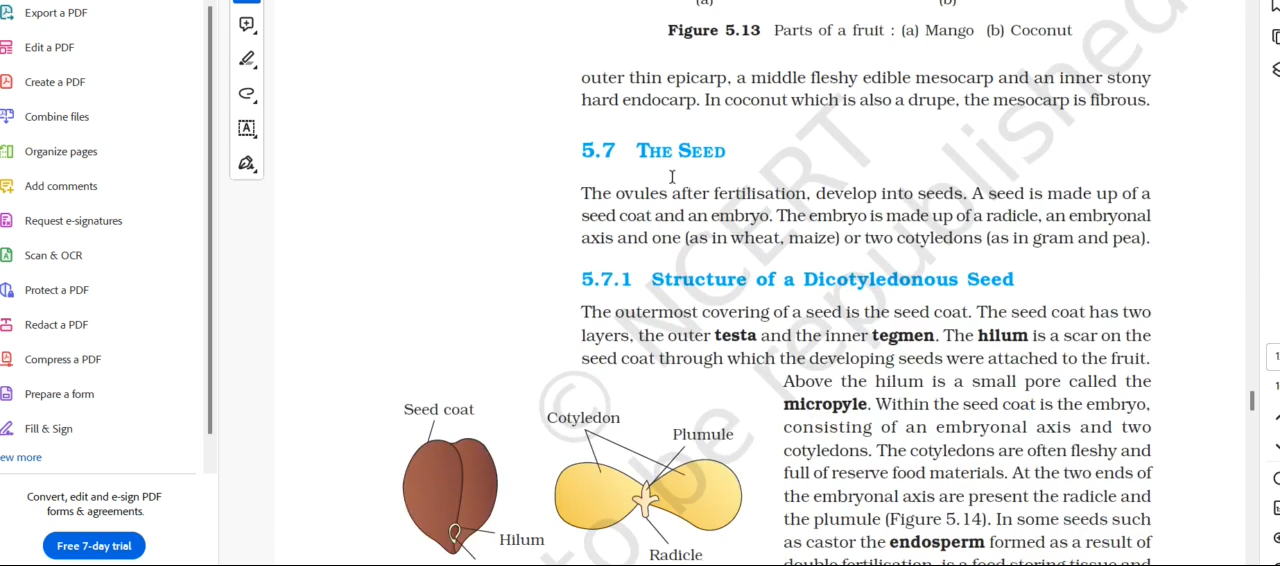 Export a PDF
Edit a PDF
Create a PDF
Combine files
Organize pages
Add comments
Request e-signatures
Scan & OCR
Protect a PDF
Redact a PDF
Compress a PDF
Prepare a form
Fill & Sign
ew more
Convert, edit and e-sign PDF
forms & agreements.
Free 7-day trial
(a) (b)
Figure 5.13 Parts of a fruit : (a) Mango (b) Coconut
outer thin epicarp, a middle fleshy edible mesocarp and an inner stony
hard endocarp. In coconut which is also a drupe, the mesocarp is fibrous.
5.7 THE SEED
The ovules after fertilisation, develop into seeds. A seed is made up of a
seed coat and an embryo. The embryo is made up of a radicle, an embryonal
axis and one (as in wheat, maize) or two cotyledons (as in gram and pea).
5.7.1 Structure of a Dicotyledonous Seed
The outermost covering of a seed is the seed coat. The seed coat has two
layers, the outer testa and the inner tegmen. The hilum is a scar on the
seed coat through which the developing seeds were attached to the fruit.
Above the hilum is a small pore called the
micropyle. Within the seed coat is the embryo,
consisting of an embryonal axis and two
cotyledons. The cotyledons are often fleshy and
full of reserve food materials. At the two ends of
the embryonal axis are present the radicle and
the plumule (Figure 5.14). In some seeds such
as castor the endosperm formed as a result of
double fertilisation, is a food storing tissue and
Seed coat
Cotyledon
Plumule
Hilum
Radicle
© NCERT
to be republished